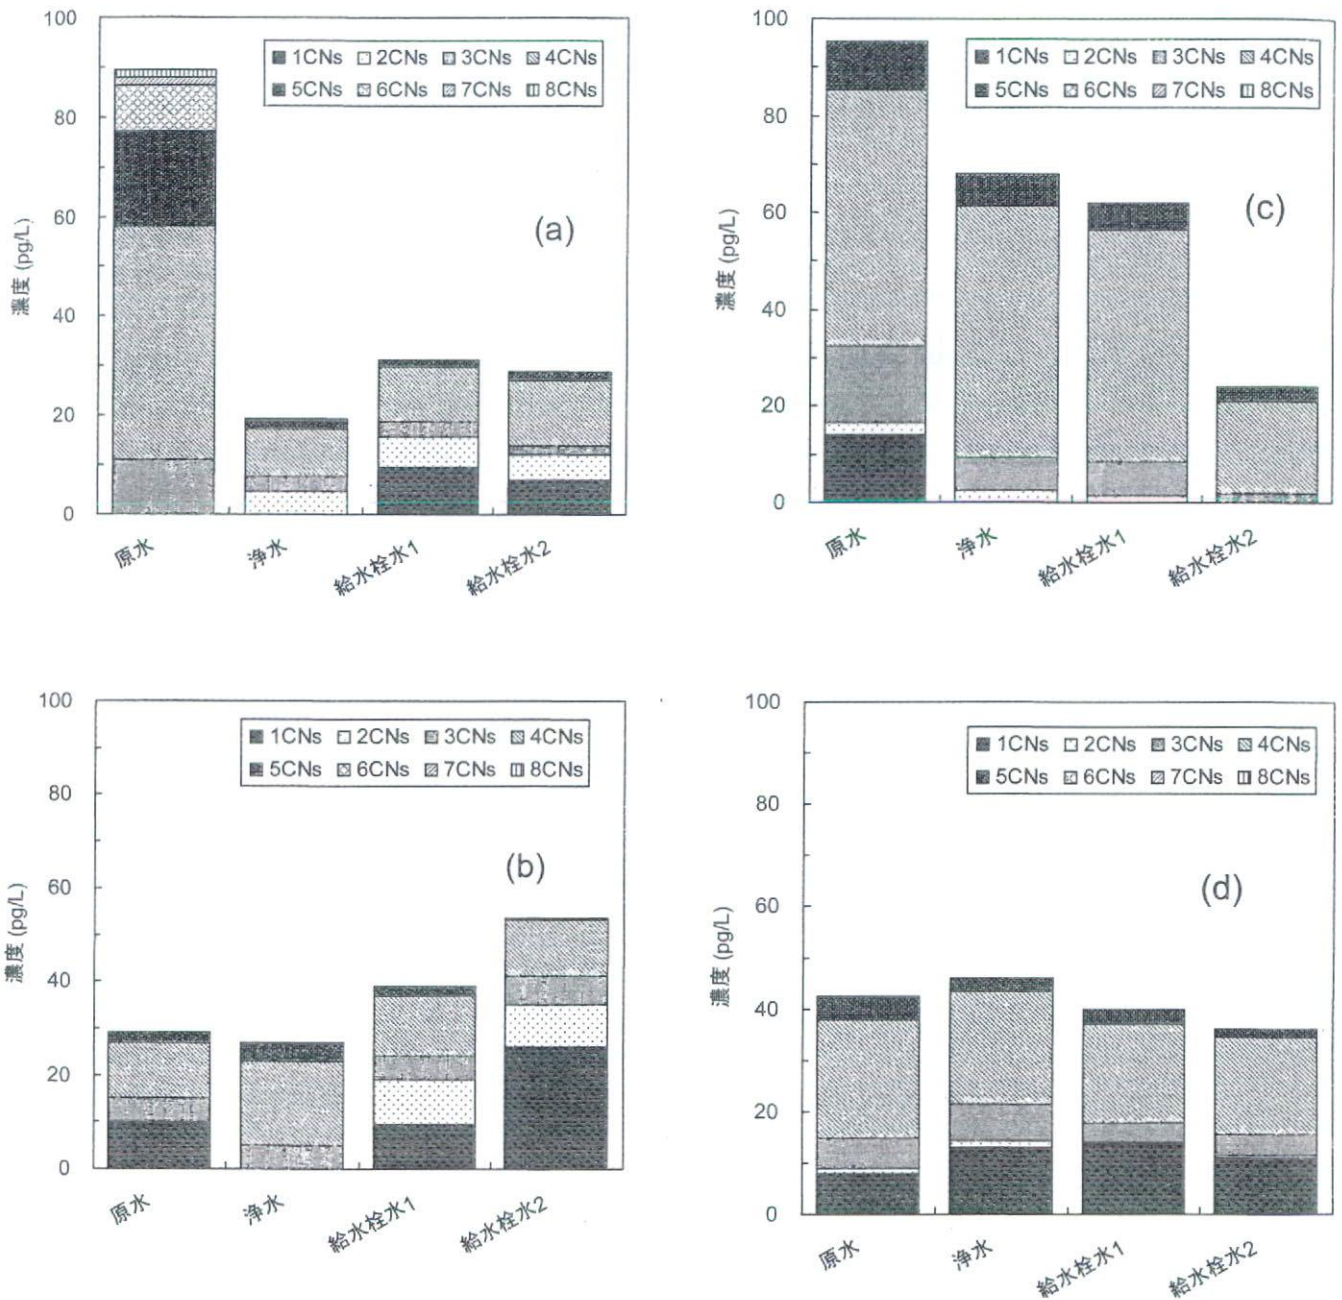 100
80
60
40
20
0
濃度 (pg/L)
1CNs 2CNs 3CNs 4CNs
5CNs 6CNs 7CNs 8CNs
(a)
原水
浄水
給水栓水1
給水栓水2
100
80
60
40
20
0
濃度 (pg/L)
1CNs 2CNs 3CNs 4CNs
5CNs 6CNs 7CNs 8CNs
(c)
原水
浄水
給水栓水1
給水栓水2
100
80
60
40
20
0
濃度 (pg/L)
1CNs 2CNs 3CNs 4CNs
5CNs 6CNs 7CNs 8CNs
(b)
原水
浄水
給水栓水1
給水栓水2
100
80
60
40
20
0
濃度 (pg/L)
1CNs 2CNs 3CNs 4CNs
5CNs 6CNs 7CNs 8CNs
(d)
原水
浄水
給水栓水1
給水栓水2